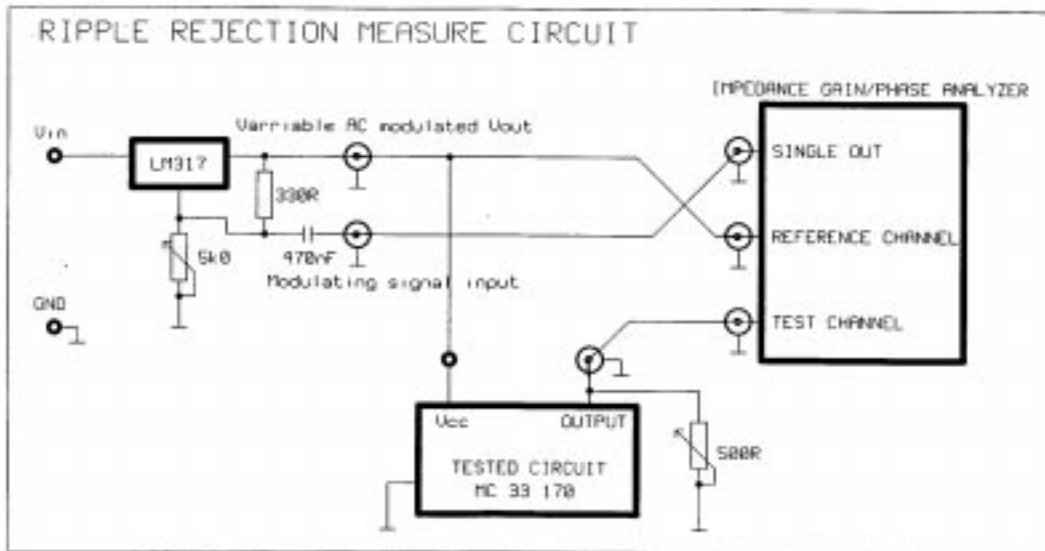 RIPPLE REJECTION MEASURE CIRCUIT
IMPEDANCE GAIN/PHASE ANALYZER
Vin
Varriable AC modulated Vout
LM317
SINGLE OUT
330R
REFERENCE CHANNEL
5k0
470nF
Modulating signal input
GND
TEST CHANNEL
Vcc
OUTPUT
500R
TESTED CIRCUIT
MC 33 170